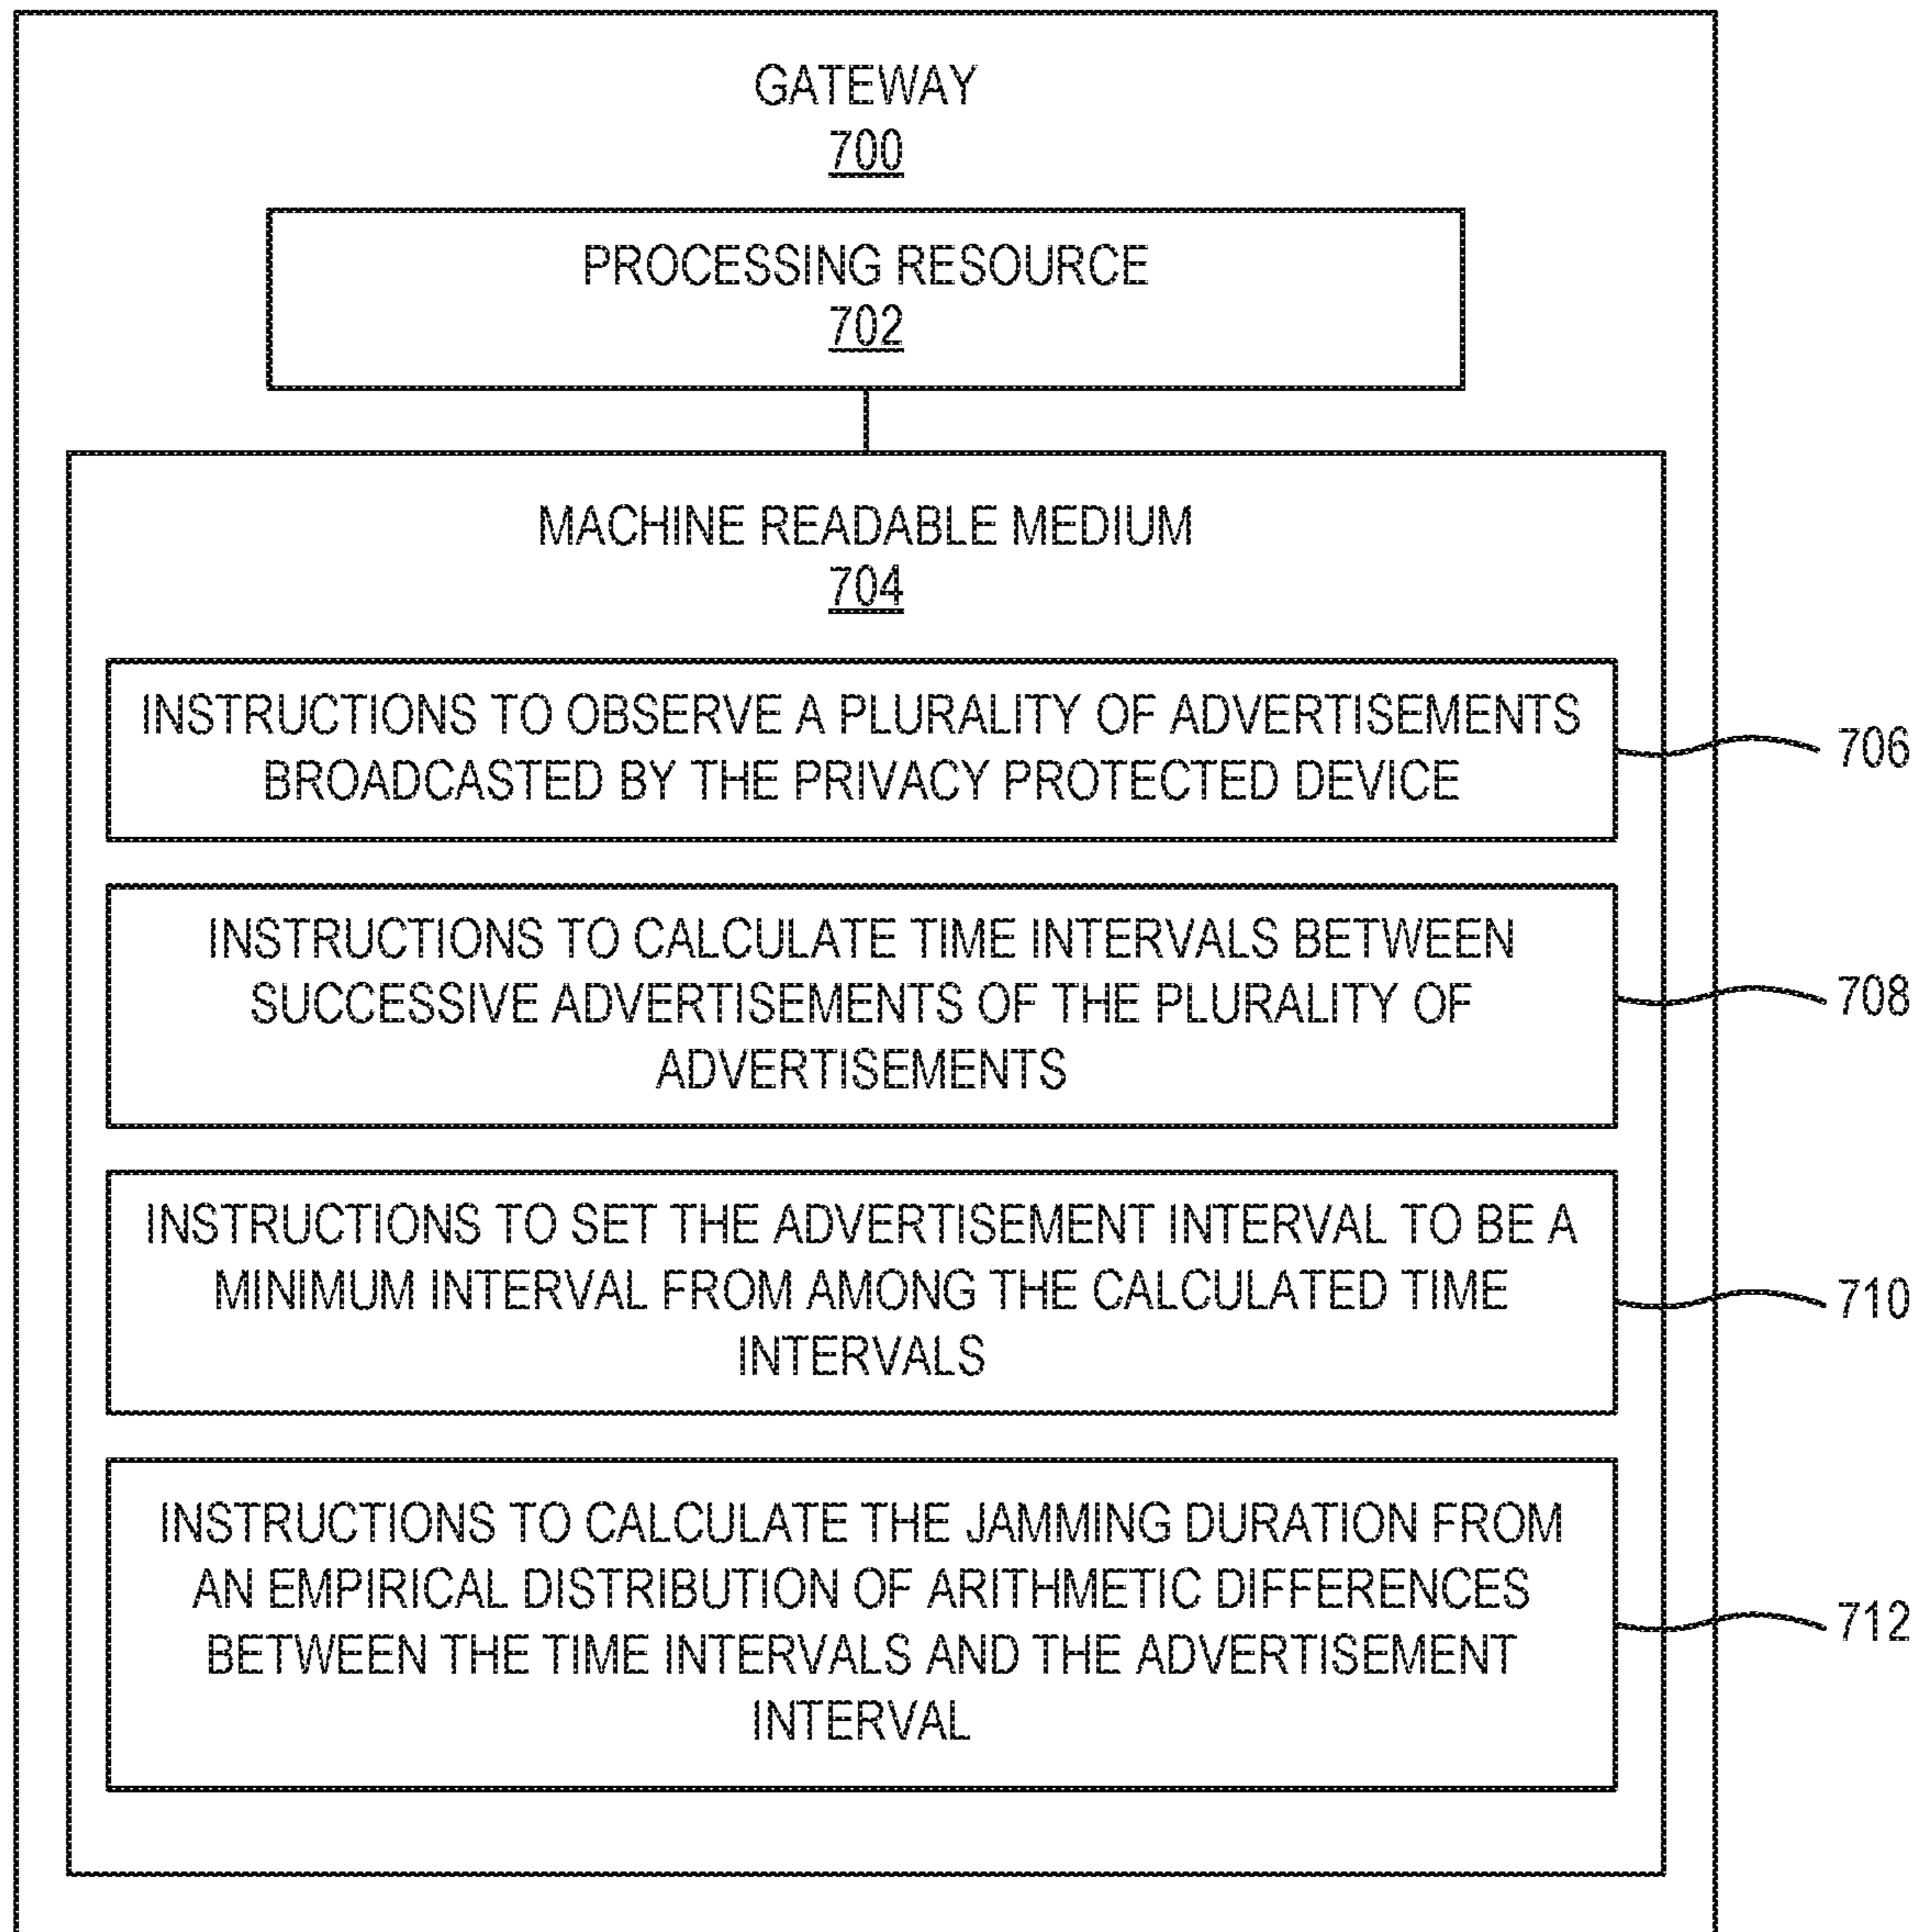 GATEWAY
700
PROCESSING RESOURCE
702
MACHINE READABLE MEDIUM
704
INSTRUCTIONS TO OBSERVE A PLURALITY OF ADVERTISEMENTS
BROADCASTED BY THE PRIVACY PROTECTED DEVICE
706
INSTRUCTIONS TO CALCULATE TIME INTERVALS BETWEEN
SUCCESSIVE ADVERTISEMENTS OF THE PLURALITY OF
ADVERTISEMENTS
708
INSTRUCTIONS TO SET THE ADVERTISEMENT INTERVAL TO BE A
MINIMUM INTERVAL FROM AMONG THE CALCULATED TIME
INTERVALS
710
INSTRUCTIONS TO CALCULATE THE JAMMING DURATION FROM
AN EMPIRICAL DISTRIBUTION OF ARITHMETIC DIFFERENCES
BETWEEN THE TIME INTERVALS AND THE ADVERTISEMENT
INTERVAL
712